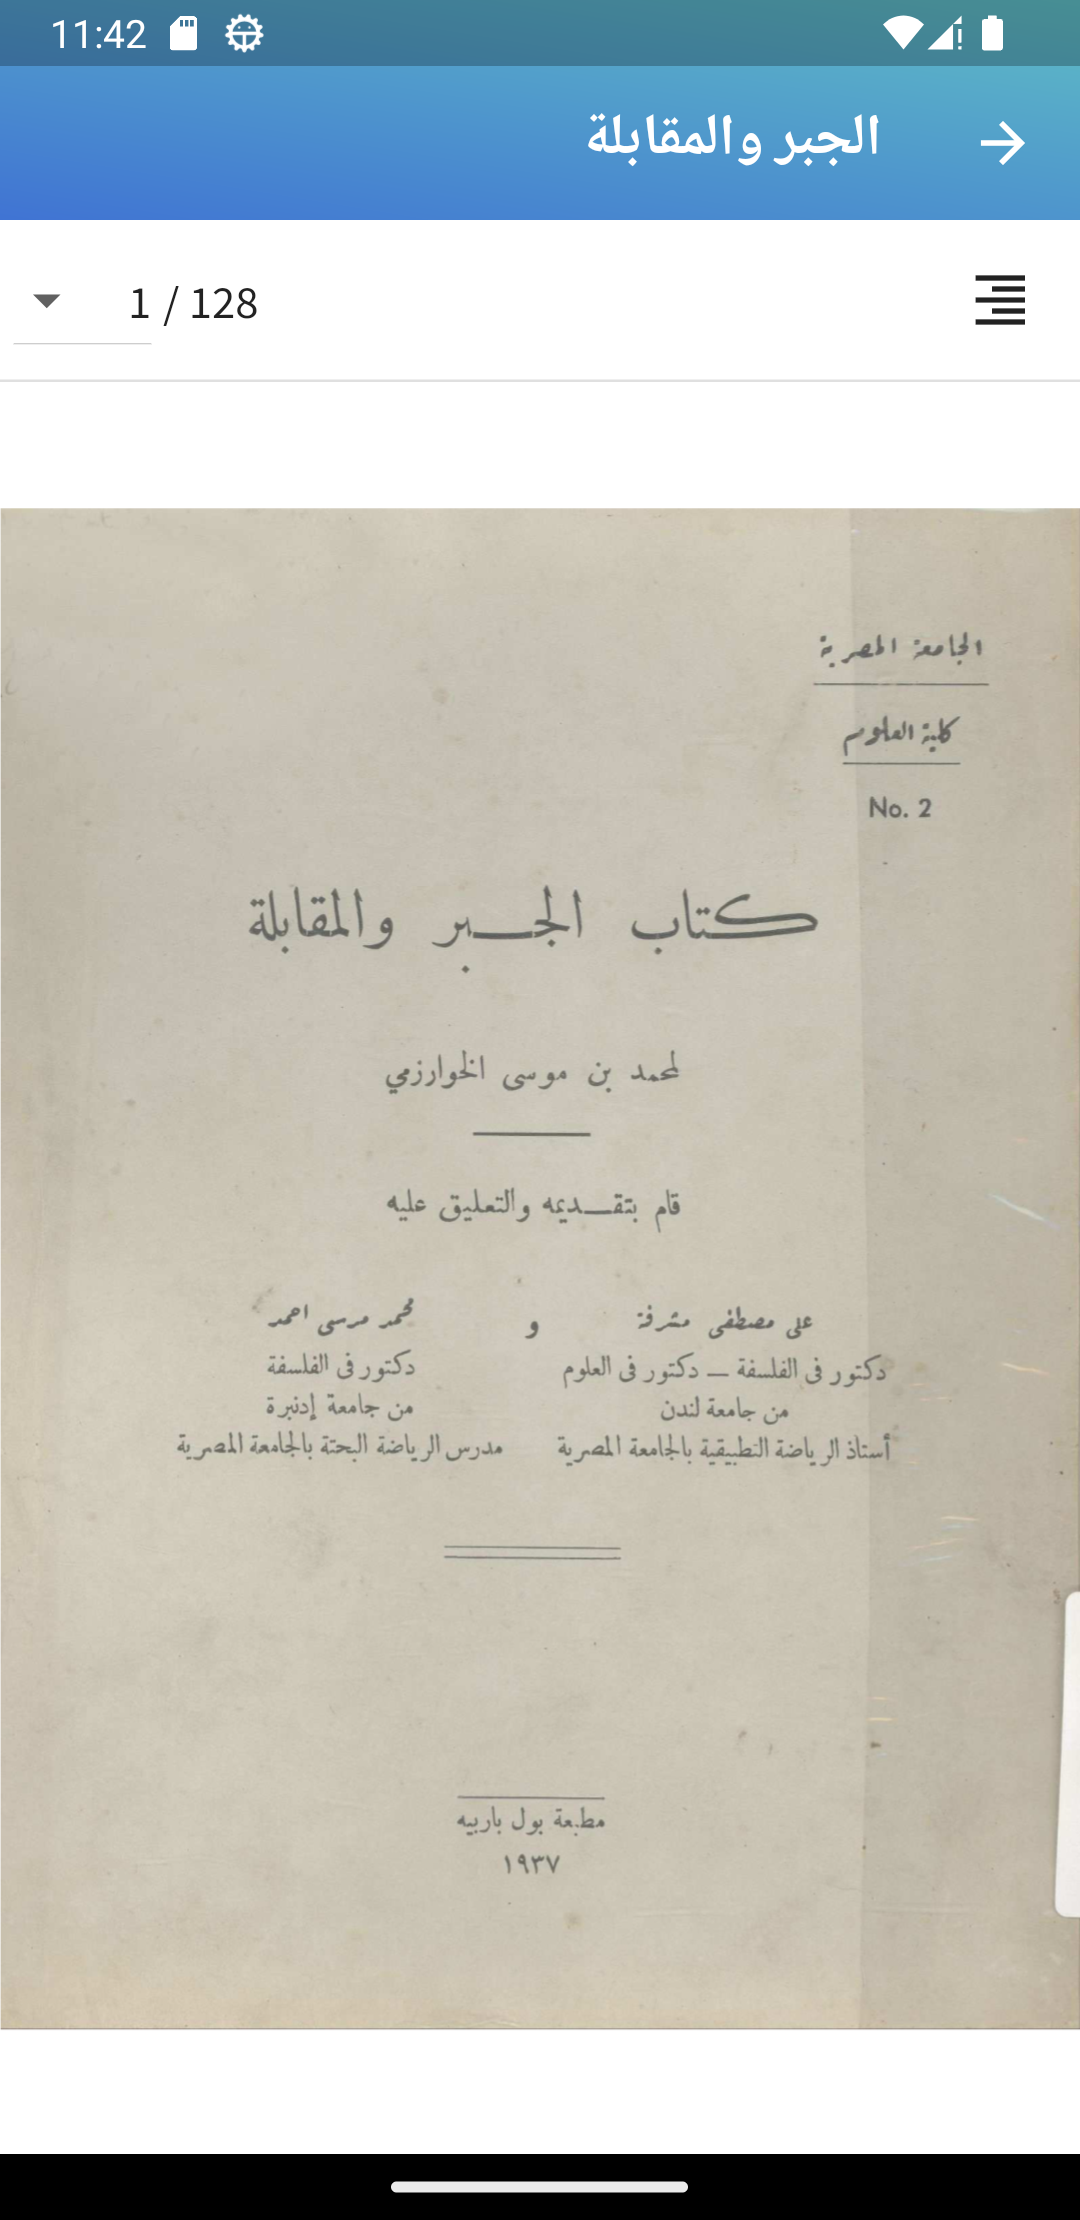 11:42
الجبر والمقابلة
1 / 128
الجامعة المصرية
كلية العلوم
No. 2
كتاب الجبر والمقابلة
لمحمد بن موسى الخوارزمي
قام بتقديمه والتعليق عليه
على مصطفى مشرفة و محمد مرسى احمد
دكتور فى الفلسفة — دكتور فى العلوم دكتور فى الفلسفة
من جامعة لندن من جامعة إدنبرة
أستاذ الرياضة التطبيقية بالجامعة المصرية مدرس الرياضة البحتة بالجامعة المصرية
مطبعة بول باربيه
١٩٣٧